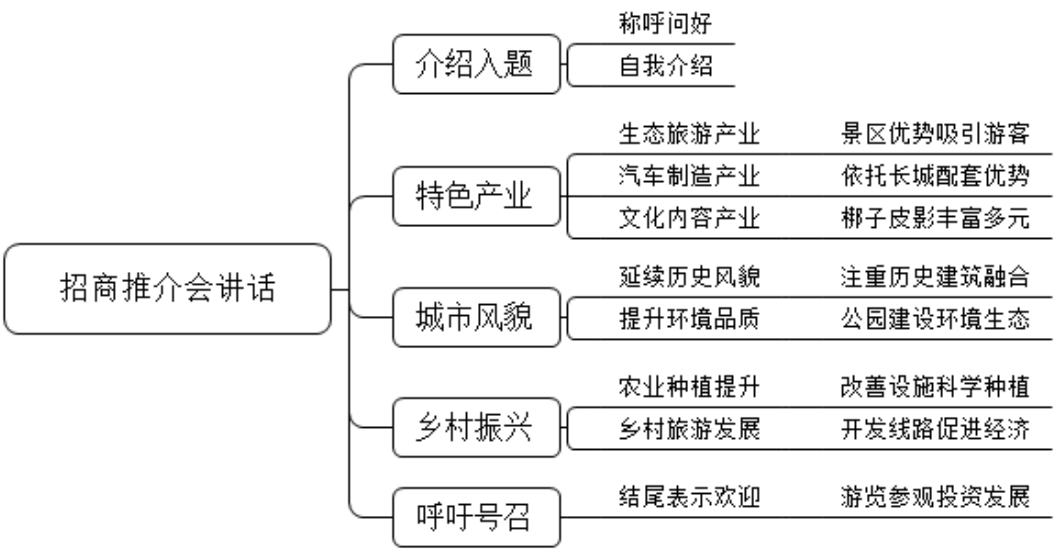 招商推介会讲话
介绍入题
称呼问好
自我介绍
特色产业
生态旅游产业
景区优势吸引游客
汽车制造产业
依托长城配套优势
文化内容产业
梆子皮影丰富多元
城市风貌
延续历史风貌
注重历史建筑融合
提升环境品质
公园建设环境生态
乡村振兴
农业种植提升
改善设施科学种植
乡村旅游发展
开发线路促进经济
呼吁号召
结尾表示欢迎
游览参观投资发展